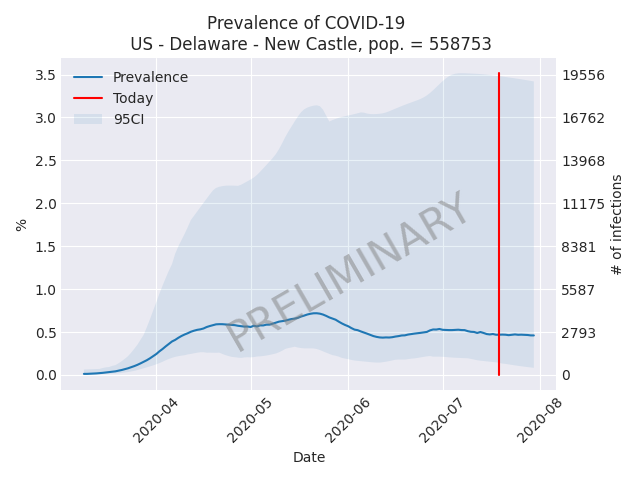 Prevalence of COVID-19
US - Delaware - New Castle, pop. = 558753
Prevalence
Today
95CI
3.5
3.0
2.5
2.0
1.5
1.0
0.5
0.0
%
19556
16762
13968
11175
8381
5587
2793
0
# of infections
PRELIMINARY
2020-04
2020-05
2020-06
2020-07
2020-08
Date